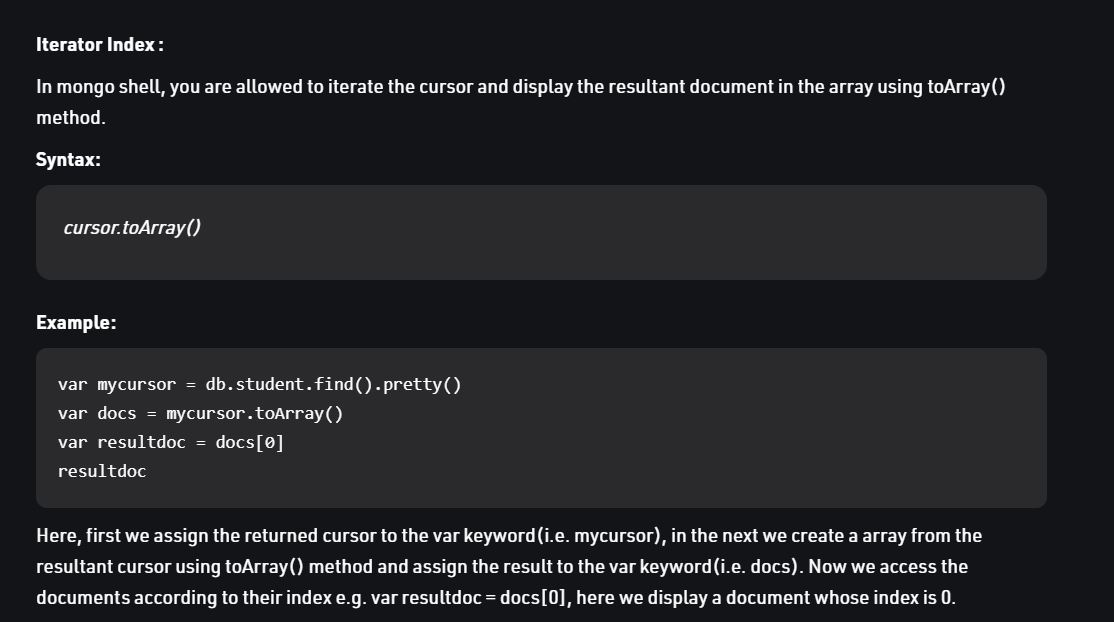 Iterator Index :
In mongo shell, you are allowed to iterate the cursor and display the resultant document in the array using toArray()
method.
Syntax:
cursor.toArray()
Example:
var mycursor = db.student.find().pretty()
var docs = mycursor.toArray()
var resultdoc = docs[0]
resultdoc
Here, first we assign the returned cursor to the var keyword(i.e. mycursor), in the next we create a array from the
resultant cursor using toArray() method and assign the result to the var keyword(i.e. docs). Now we access the
documents according to their index e.g. var resultdoc = docs[0], here we display a document whose index is 0.